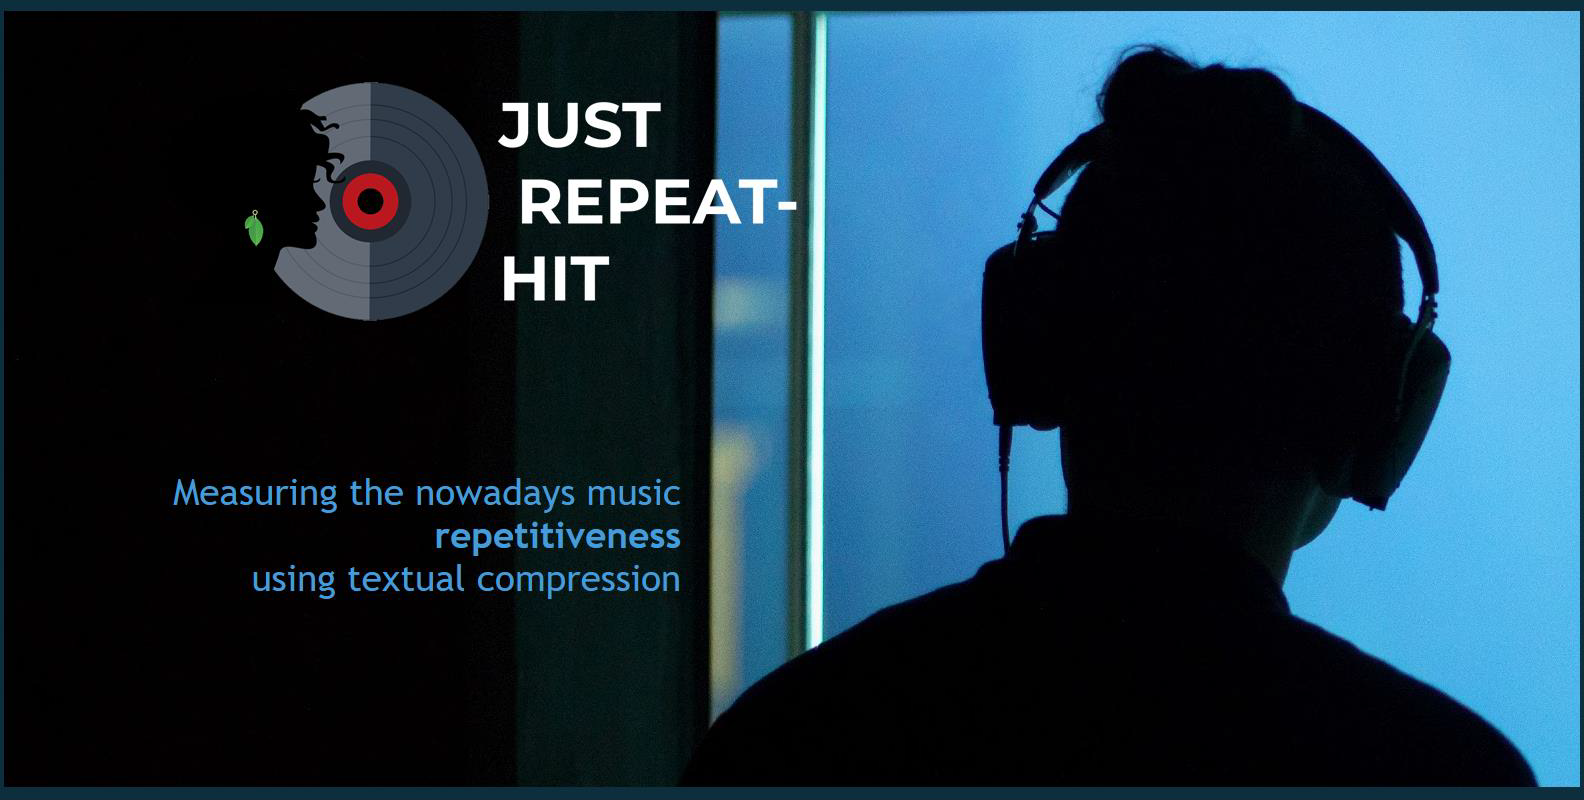 JUST
REPEAT-
HIT
Measuring the nowadays music
repetitiveness
using textual compression